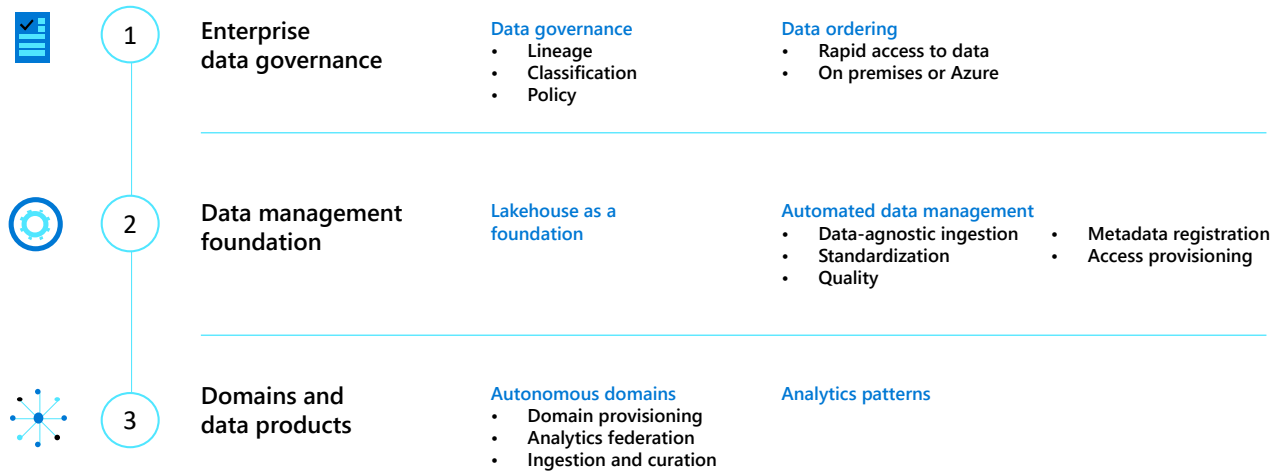 1
Enterprise
data governance
Data governance
• Lineage
• Classification
• Policy
Data ordering
• Rapid access to data
• On premises or Azure
2
Data management
foundation
Lakehouse as a
foundation
Automated data management
• Data-agnostic ingestion
• Standardization
• Quality
• Metadata registration
• Access provisioning
3
Domains and
data products
Autonomous domains
• Domain provisioning
• Analytics federation
• Ingestion and curation
Analytics patterns